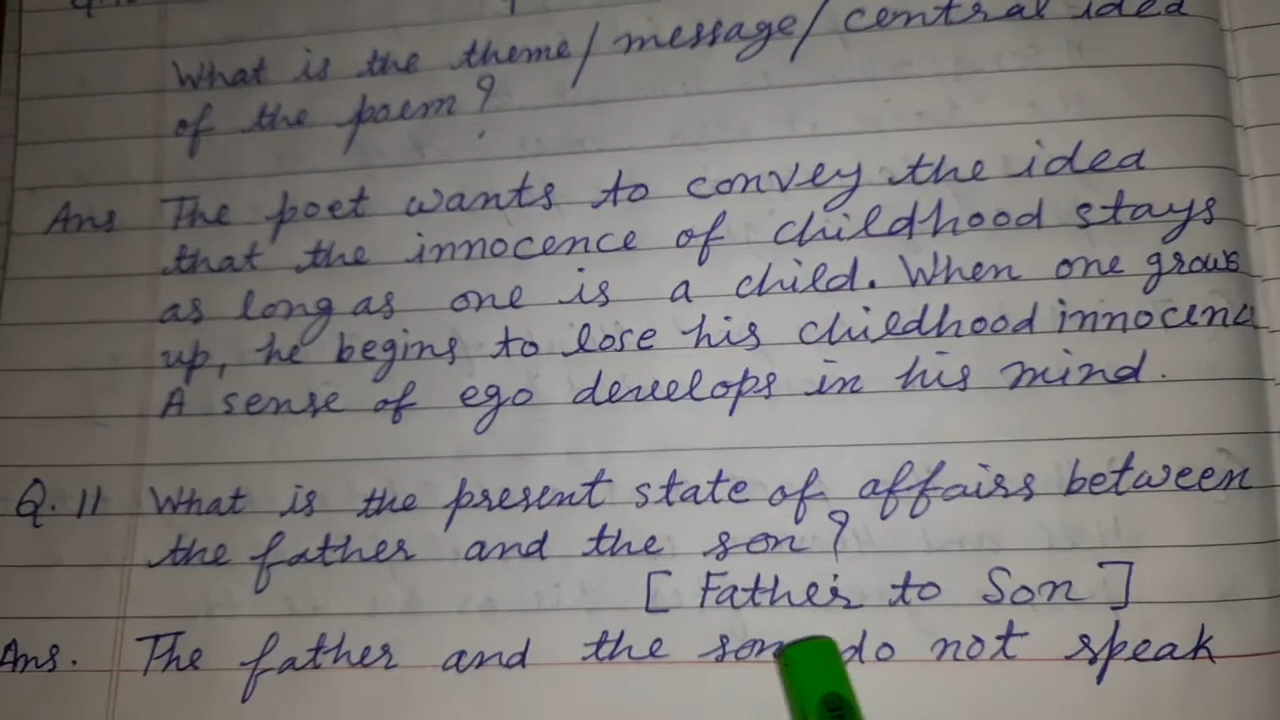 What is the theme/message/central idea
of the poem?
Ans The poet wants to convey the idea
that the innocence of childhood stays
as long as one is a child. When one grows
up, he begins to lose his childhood innocenc
A sense of ego develops in his mind.
Q.11 What is the present state of affairs between
the father and the son?
[Father to Son]
Ans. The father and the son do not speak